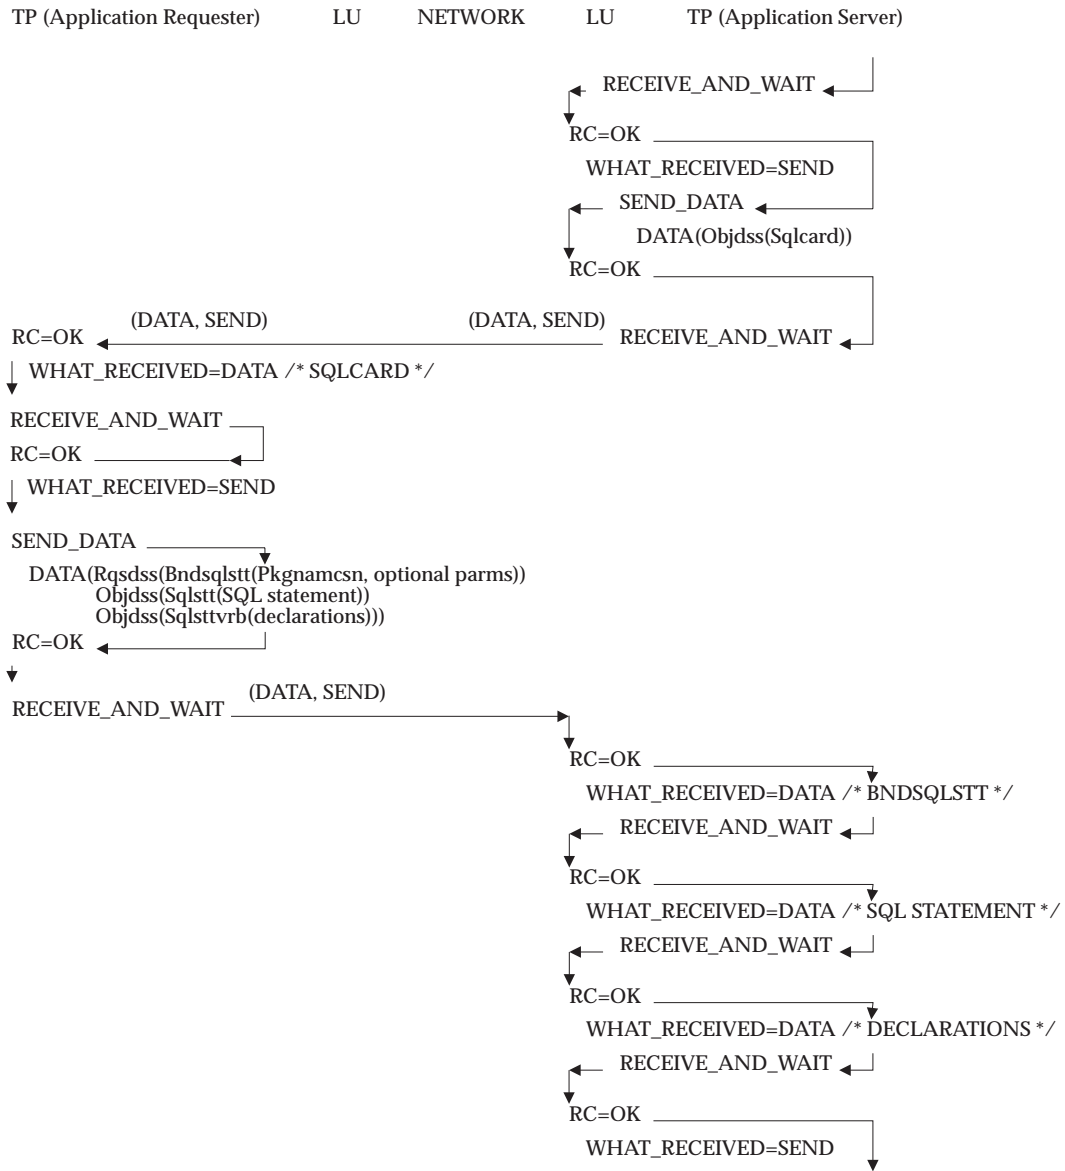 TP (Application Requester) LU NETWORK LU TP (Application Server)
RECEIVE_AND_WAIT
RC=OK
WHAT_RECEIVED=SEND
SEND_DATA
DATA(Objdss(Sqlcard))
RC=OK
(DATA, SEND) (DATA, SEND)
RC=OK RECEIVE_AND_WAIT
WHAT_RECEIVED=DATA /* SQLCARD */
RECEIVE_AND_WAIT
RC=OK
WHAT_RECEIVED=SEND
SEND_DATA
DATA(Rqsdss(Bndsqlstt(Pkgnamcsn, optional parms))
Objdss(Sqlstt(SQL statement))
Objdss(Sqlsttvrb(declarations)))
RC=OK
(DATA, SEND)
RECEIVE_AND_WAIT
RC=OK
WHAT_RECEIVED=DATA /* BNDSQLSTT */
RECEIVE_AND_WAIT
RC=OK
WHAT_RECEIVED=DATA /* SQL STATEMENT */
RECEIVE_AND_WAIT
RC=OK
WHAT_RECEIVED=DATA /* DECLARATIONS */
RECEIVE_AND_WAIT
RC=OK
WHAT_RECEIVED=SEND